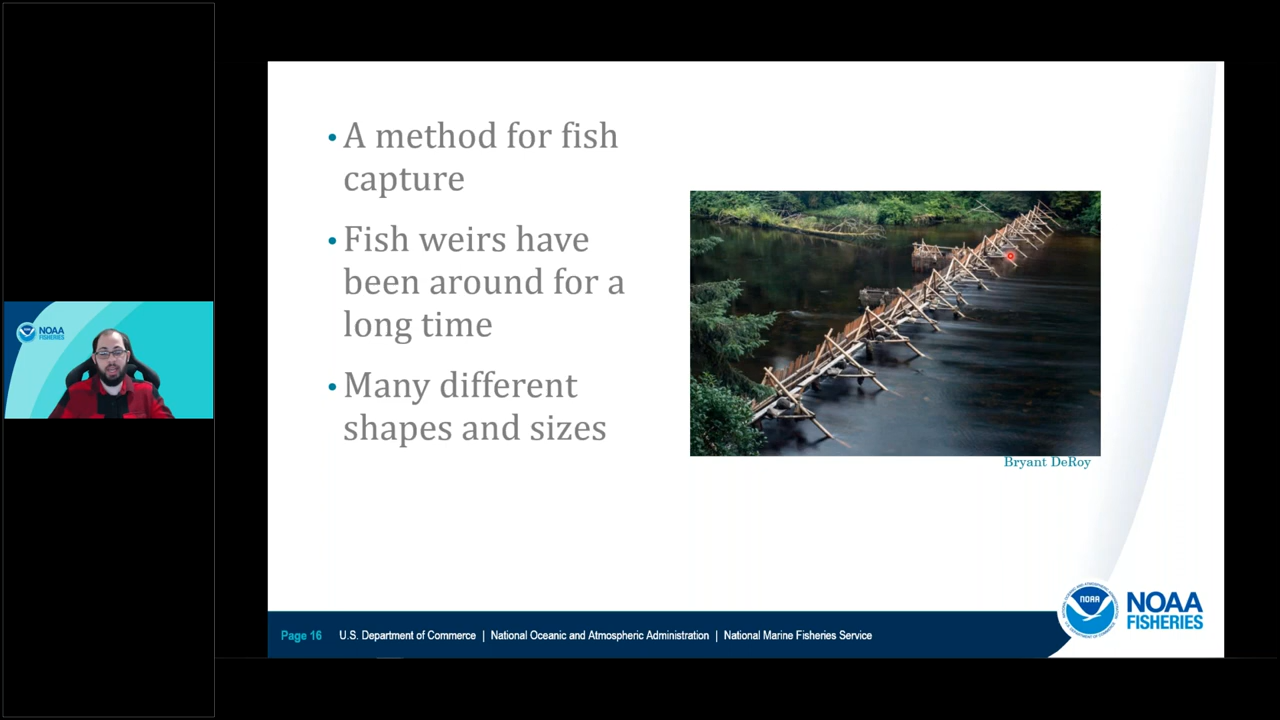 • A method for fish
capture
• Fish weirs have
been around for a
long time
• Many different
shapes and sizes
Bryant DeRoy
NOAA
FISHERIES
NOAA
NOAA
FISHERIES
Page 16 U.S. Department of Commerce | National Oceanic and Atmospheric Administration | National Marine Fisheries Service